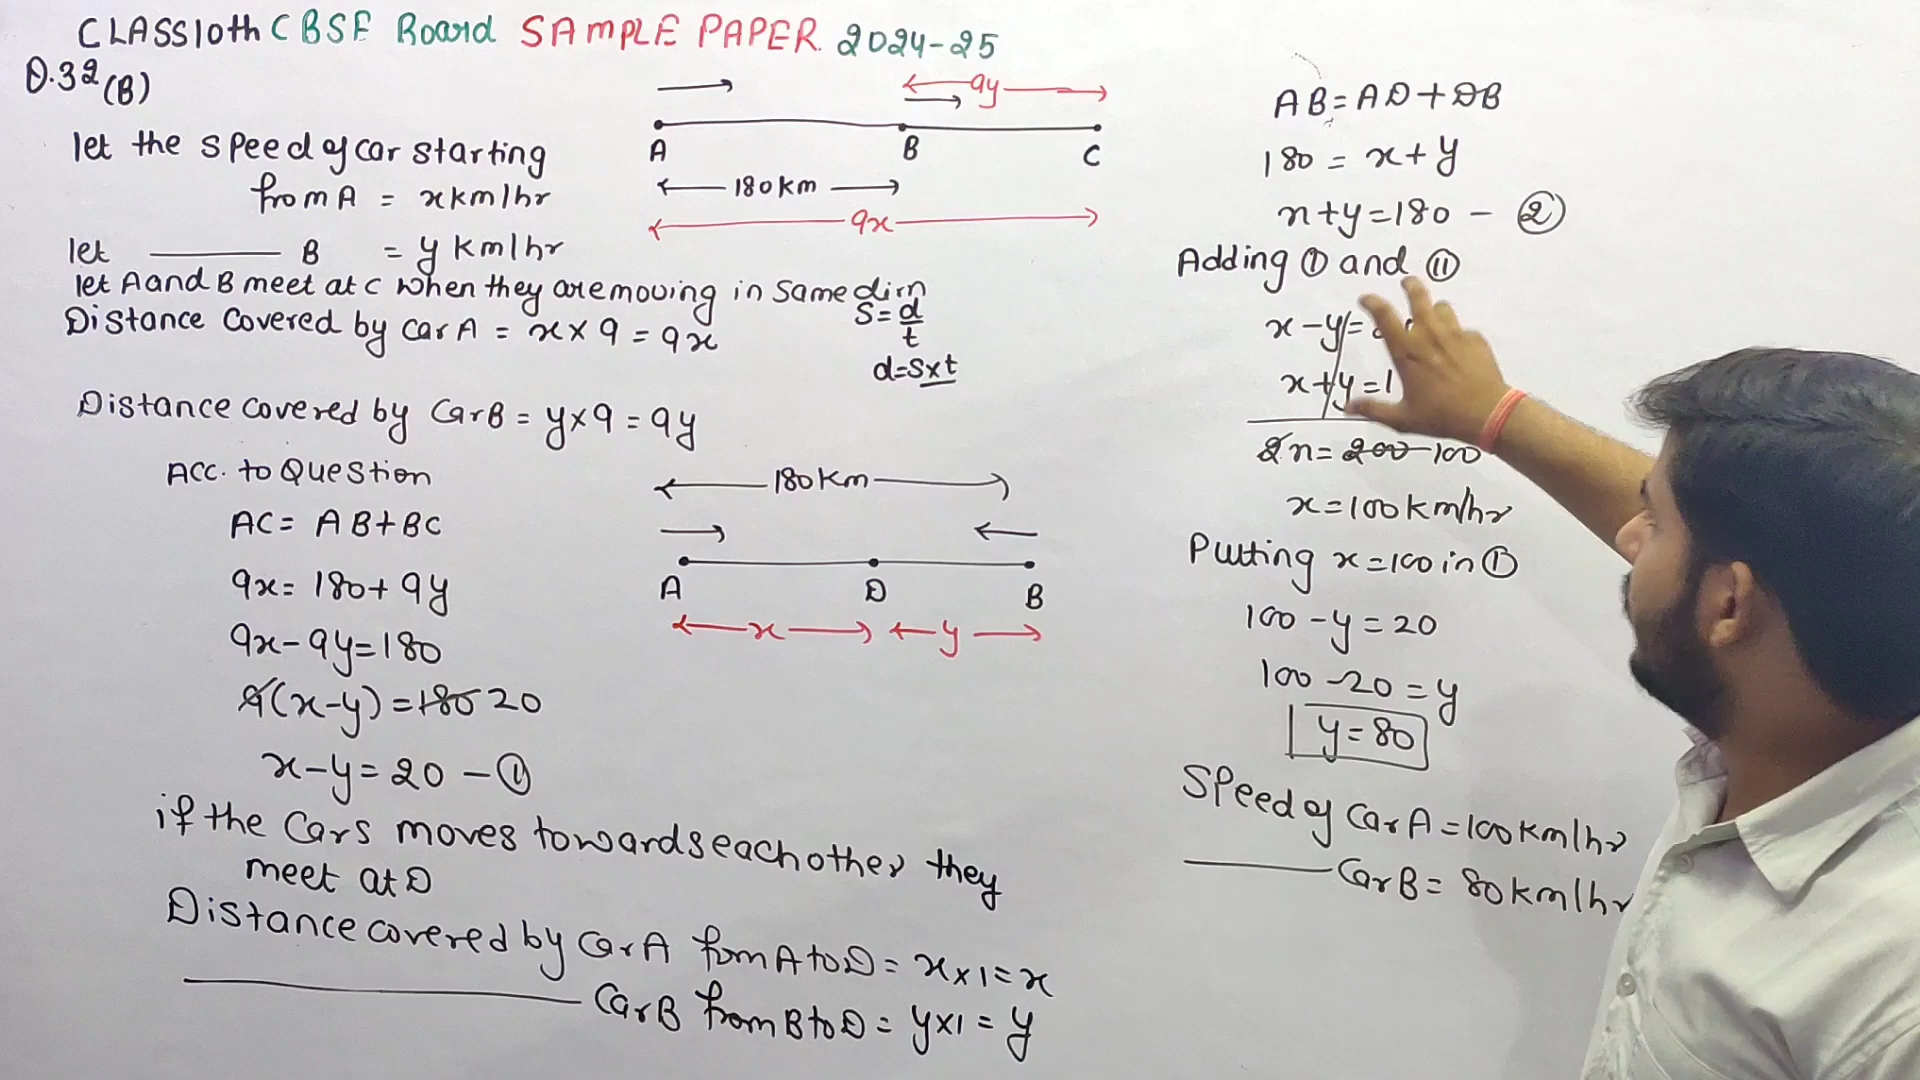 CLASS10th CBSE Board SAMPLE PAPER 2024-25
Q.32 (B)
let the speed of car starting
from A = x km/hr
let ——— B = y km/hr
let A and B meet at C when they are moving in same dirn
Distance Covered by car A = x × 9 = 9x
S = d/t
d = S×t
Distance covered by Car B = y×9 = 9y
Acc. to Question
AC = AB+BC
9x = 180 + 9y
9x - 9y = 180
9(x-y) = 180 20
x-y = 20 - ①
if the Cars moves towards each other they
meet at D
Distance covered by Car A from A to D = x×1 = x
——— Car B from B to D = y×1 = y
9y
A B C
180 km
9x
180 Km
A D B
x y
AB = AD + DB
180 = x+y
x+y = 180 - ②
Adding ① and ⑪
x - y =
x + y = 1
2x = 200 100
x = 100 km/hr
Putting x = 100 in ①
100 - y = 20
100 - 20 = y
y = 80
Speed of Car A = 100 km/hr
——— Car B = 80 km/hr